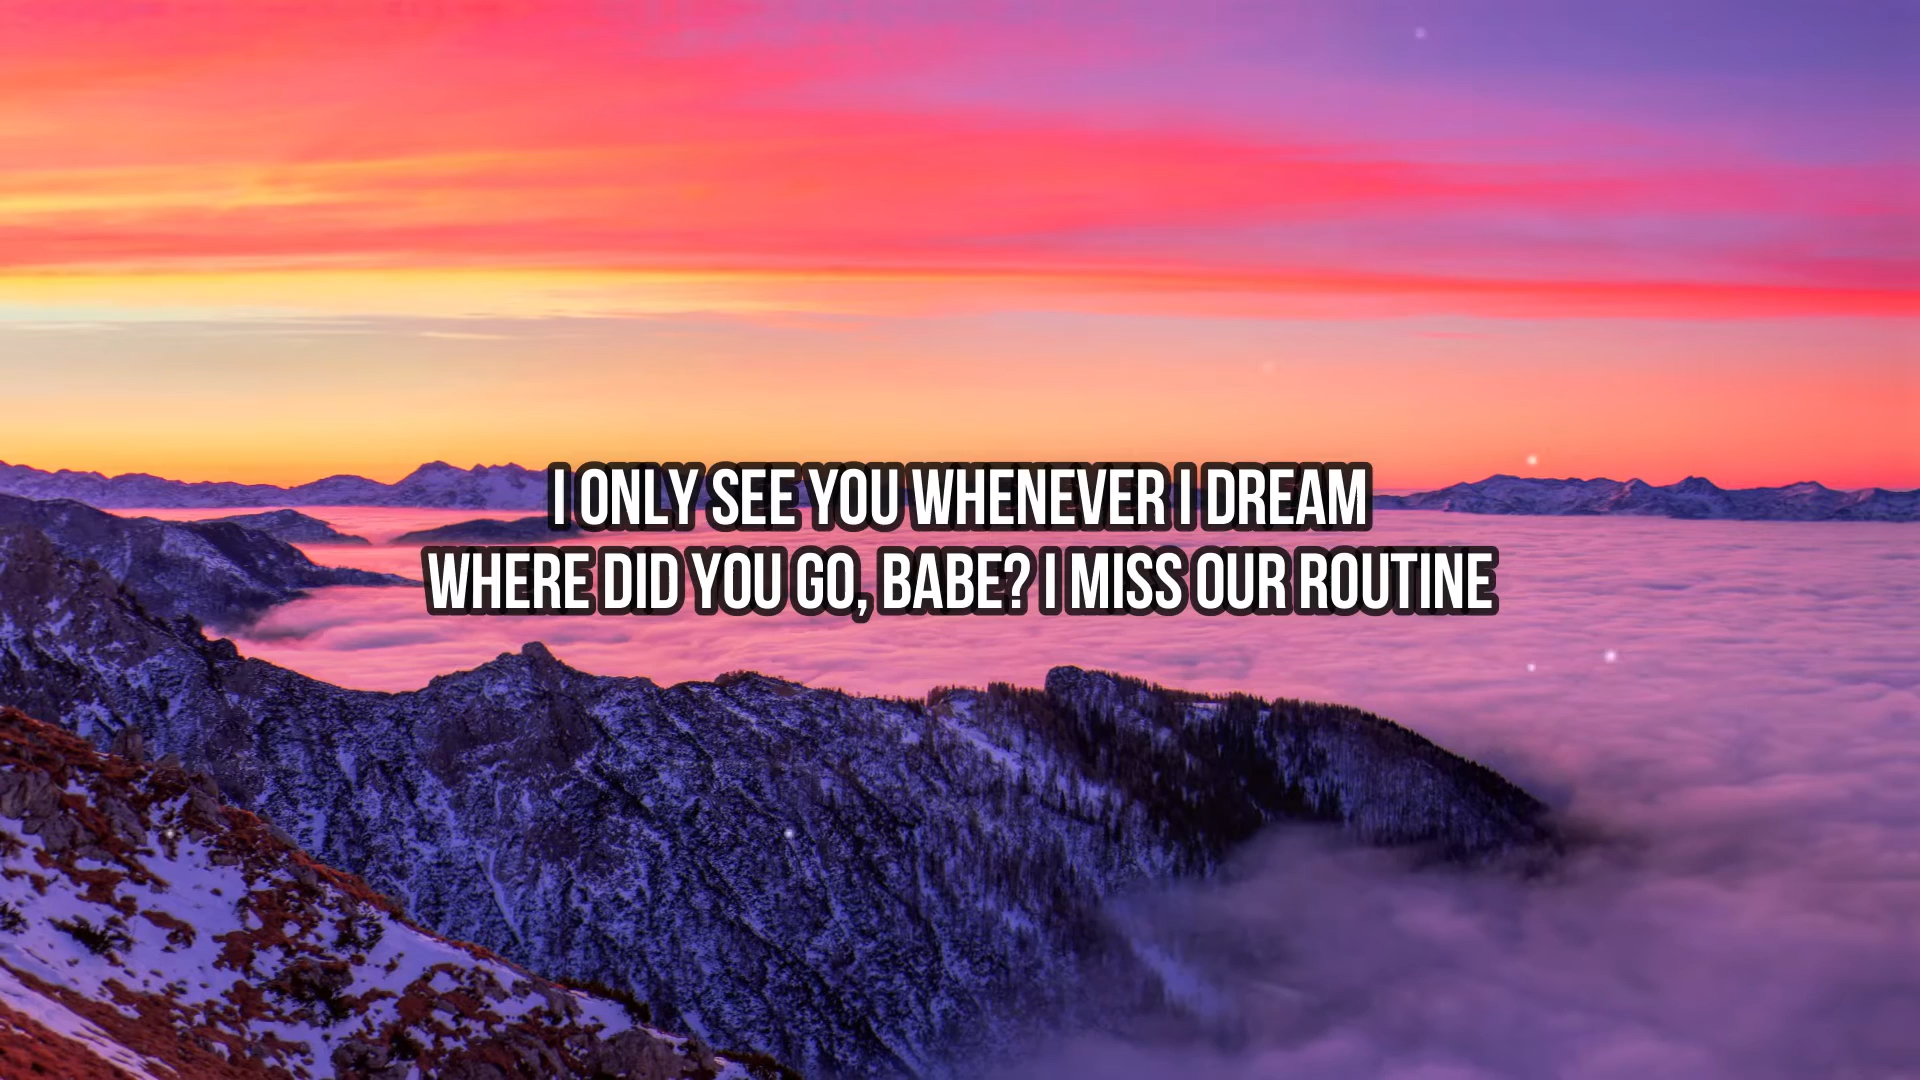 I ONLY SEE YOU WHENEVER I DREAM
WHERE DID YOU GO, BABE? I MISS OUR ROUTINE